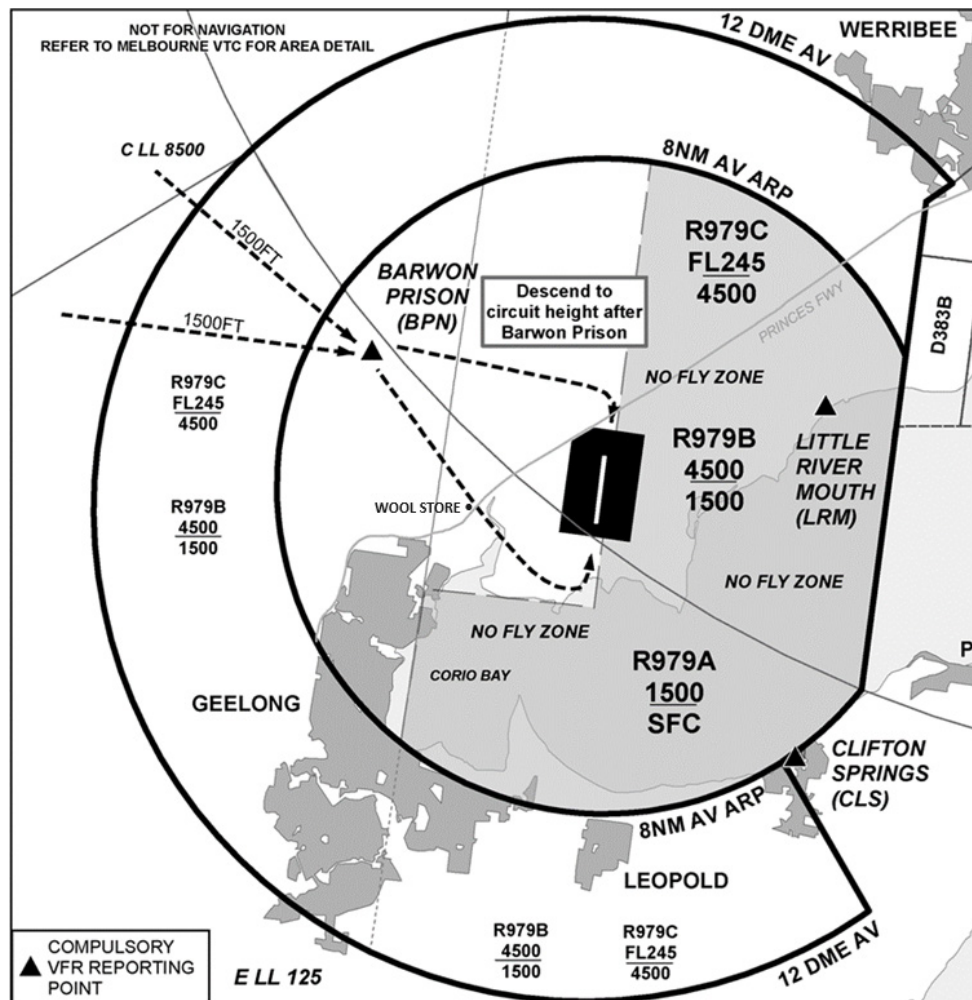 NOT FOR NAVIGATION
REFER TO MELBOURNE VTC FOR AREA DETAIL
12 DME AV
WERRIBEE
C LL 8500
8NM AV ARP
1500FT
BARWON
PRISON
(BPN)
Descend to
circuit height after
Barwon Prison
R979C
FL245
4500
PRINCES FWY
D383B
1500FT
NO FLY ZONE
R979C
FL245
4500
R979B
4500
1500
LITTLE
RIVER
MOUTH
(LRM)
R979B
4500
1500
WOOL STORE
NO FLY ZONE
NO FLY ZONE
R979A
1500
SFC
CORIO BAY
P
GEELONG
CLIFTON
SPRINGS
(CLS)
8NM AV ARP
LEOPOLD
R979B
4500
1500
R979C
FL245
4500
12 DME AV
COMPULSORY
VFR REPORTING
POINT
E LL 125